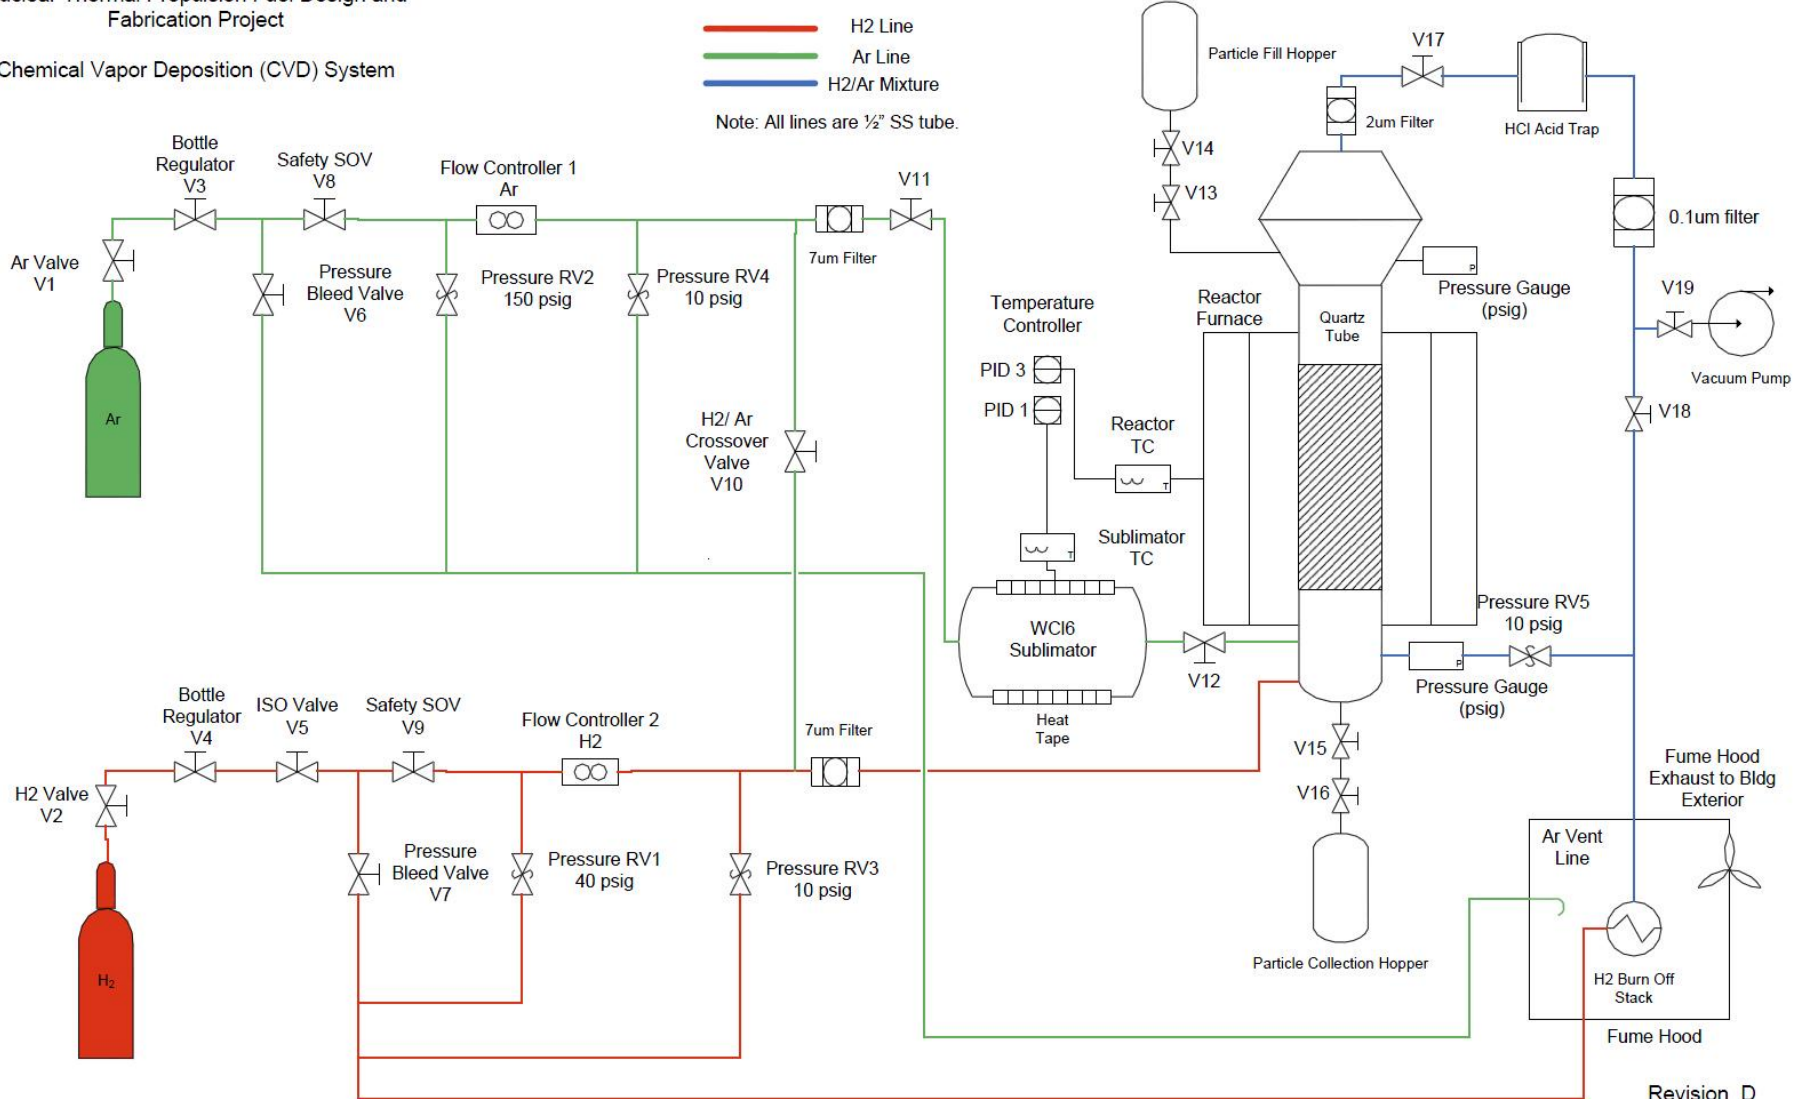 Fabrication Project
Chemical Vapor Deposition (CVD) System
H2 Line
Ar Line
H2/Ar Mixture
Note: All lines are ½” SS tube.
Particle Fill Hopper
V17
2um Filter
HCl Acid Trap
V14
V13
0.1um filter
Bottle
Regulator
V3
Safety SOV
V8
Flow Controller 1
Ar
V11
7um Filter
Ar Valve
V1
Pressure
Bleed Valve
V6
Pressure RV2
150 psig
Pressure RV4
10 psig
Ar
H2/ Ar
Crossover
Valve
V10
Temperature
Controller
PID 3
PID 1
Reactor
TC
T
Sublimator
TC
T
Reactor
Furnace
Quartz
Tube
P
Pressure Gauge
(psig)
V19
Vacuum Pump
V18
WCl6
Sublimator
Heat
Tape
V12
Pressure RV5
10 psig
P
Pressure Gauge
(psig)
Bottle
Regulator
V4
ISO Valve
V5
Safety SOV
V9
Flow Controller 2
H2
7um Filter
H2 Valve
V2
Pressure
Bleed Valve
V7
Pressure RV1
40 psig
Pressure RV3
10 psig
H2
V15
V16
Particle Collection Hopper
Fume Hood
Exhaust to Bldg
Exterior
Ar Vent
Line
H2 Burn Off
Stack
Fume Hood
Revision D